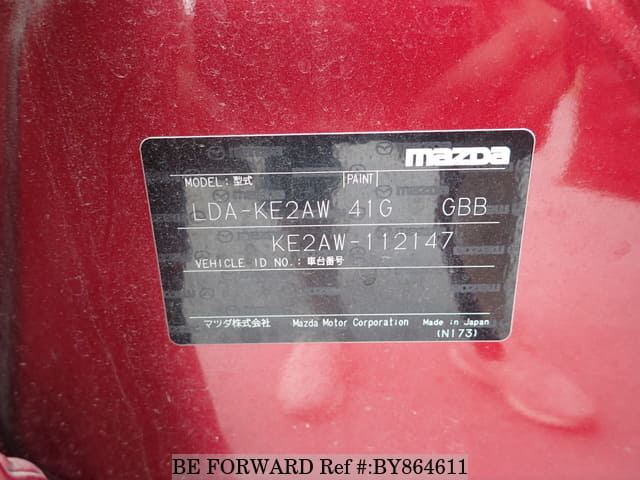 mazda
MODEL: 型式 PAINT
LDA-KE2AW 41G GBB
KE2AW-112147
VEHICLE ID NO.: 車台番号
マツダ株式会社 Mazda Motor Corporation Made in Japan
(N173)
BE FORWARD Ref #:BY864611